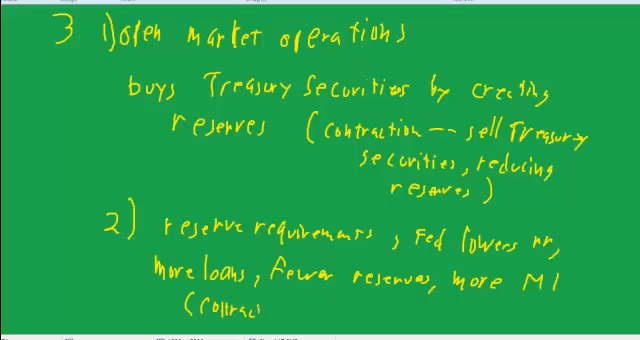 3 1) open market operations
buys Treasury Securities by creating
reserves (contraction -- sell Treasury
securities, reducing
reserves)
2) reserve requirements, Fed lowers rr,
more loans, fewer reserves, more M1
(contrac